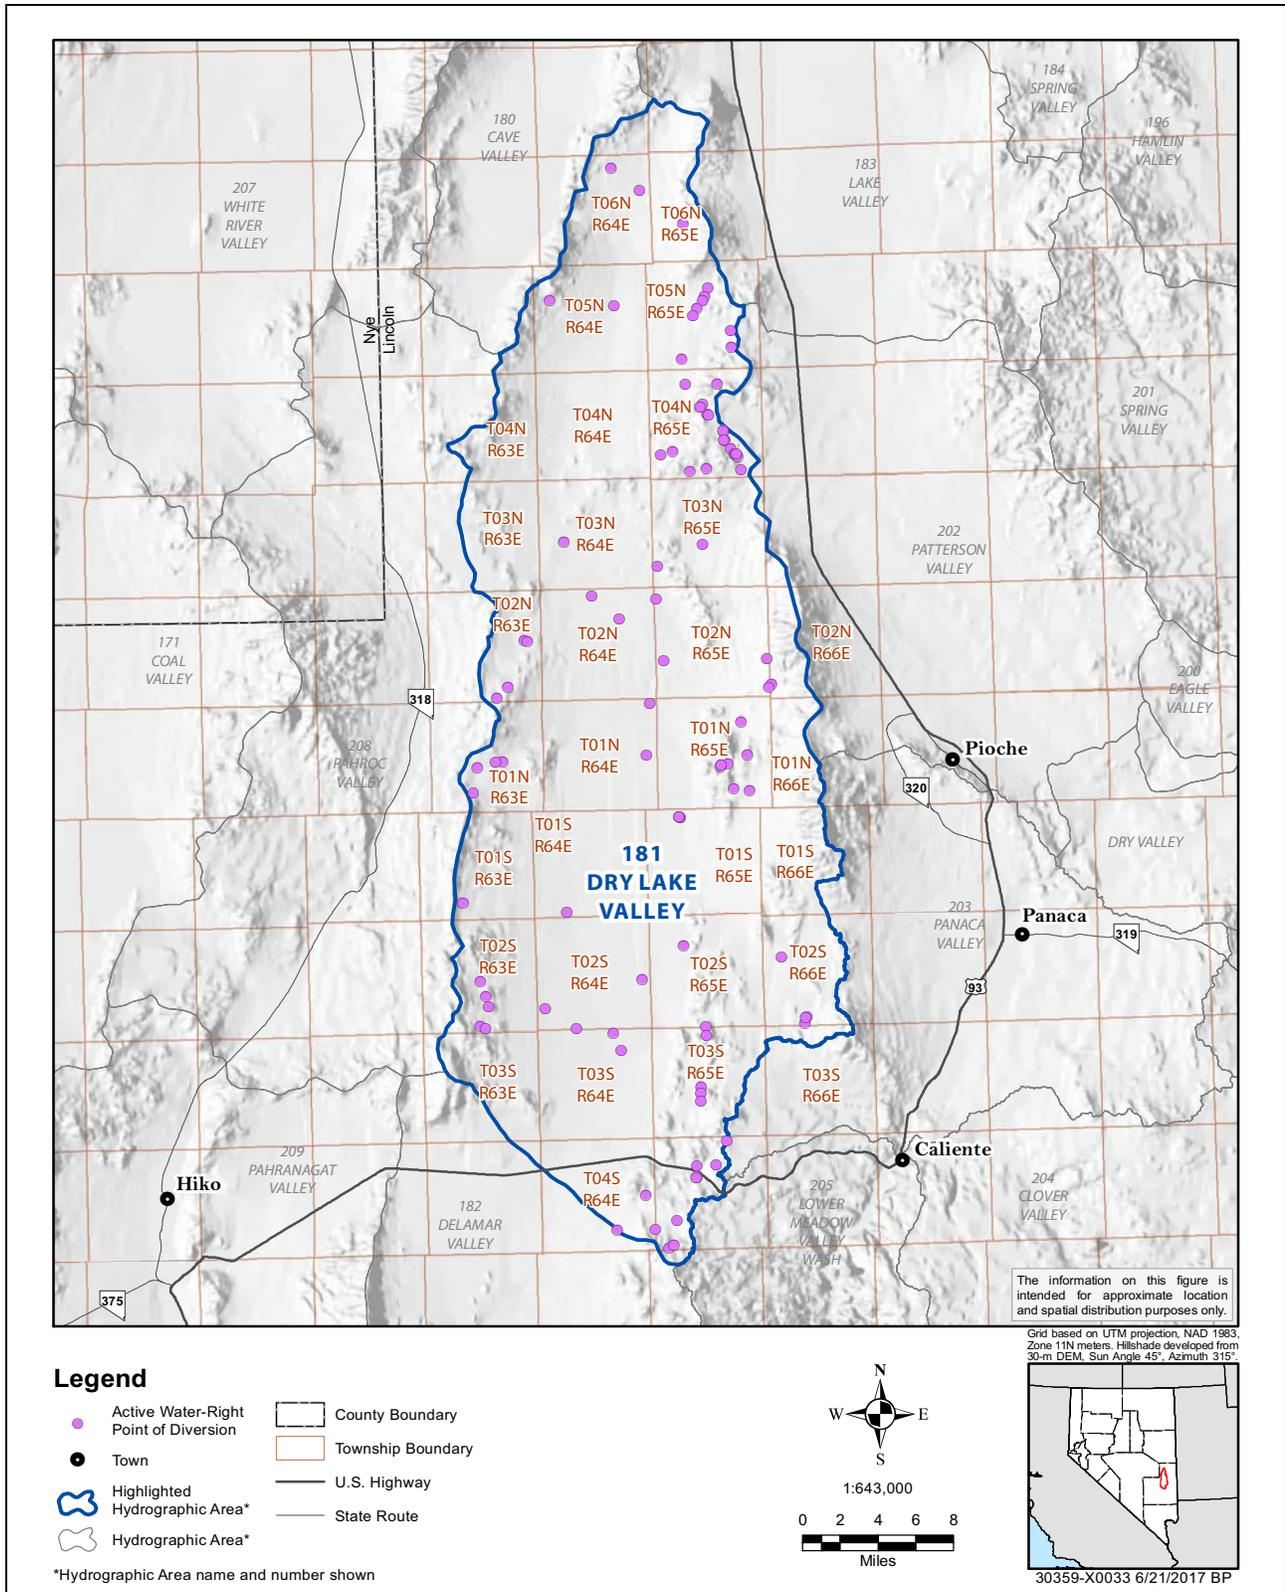 184
SPRING
VALLEY
180
CAVE
VALLEY
196
HAMLIN
VALLEY
183
LAKE
VALLEY
207
WHITE
RIVER
VALLEY
T06N
R64E
T06N
R65E
T05N
R64E
T05N
R65E
Nye
Lincoln
201
SPRING
VALLEY
T04N
R63E
T04N
R64E
T04N
R65E
T03N
R63E
T03N
R64E
T03N
R65E
202
PATTERSON
VALLEY
T02N
R63E
T02N
R64E
T02N
R65E
T02N
R66E
171
COAL
VALLEY
200
EAGLE
VALLEY
318
208
PAHROC
VALLEY
T01N
R63E
T01N
R64E
T01N
R65E
T01N
R66E
Pioche
320
T01S
R63E
T01S
R64E
181
DRY LAKE
VALLEY
T01S
R65E
T01S
R66E
DRY VALLEY
203
PANACA
VALLEY
Panaca
319
T02S
R63E
T02S
R64E
T02S
R65E
T02S
R66E
93
T03S
R63E
T03S
R64E
T03S
R65E
T03S
R66E
Caliente
209
PAHRANAGAT
VALLEY
Hiko
182
DELAMAR
VALLEY
T04S
R64E
205
LOWER
MEADOW
VALLEY
WASH
204
CLOVER
VALLEY
375
The information on this figure is
intended for approximate location
and spatial distribution purposes only.
Grid based on UTM projection, NAD 1983,
Zone 11N meters. Hillshade developed from
30-m DEM, Sun Angle 45°, Azimuth 315°.
Legend
Active Water-Right
Point of Diversion
Town
Highlighted
Hydrographic Area*
Hydrographic Area*
*Hydrographic Area name and number shown
County Boundary
Township Boundary
U.S. Highway
State Route
N
W E
S
1:643,000
0 2 4 6 8
Miles
30359-X0033 6/21/2017 BP